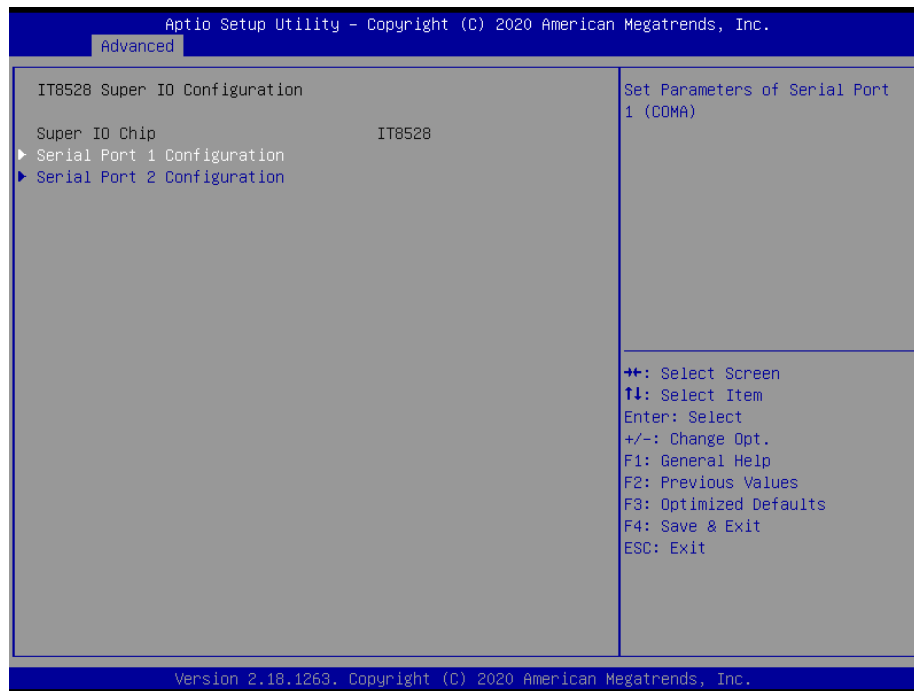 Aptio Setup Utility – Copyright (C) 2020 American Megatrends, Inc.
Advanced
IT8528 Super IO Configuration
Super IO Chip IT8528
Serial Port 1 Configuration
Serial Port 2 Configuration
Set Parameters of Serial Port
1 (COMA)
→←: Select Screen
↑↓: Select Item
Enter: Select
+/-: Change Opt.
F1: General Help
F2: Previous Values
F3: Optimized Defaults
F4: Save & Exit
ESC: Exit
Version 2.18.1263. Copyright (C) 2020 American Megatrends, Inc.